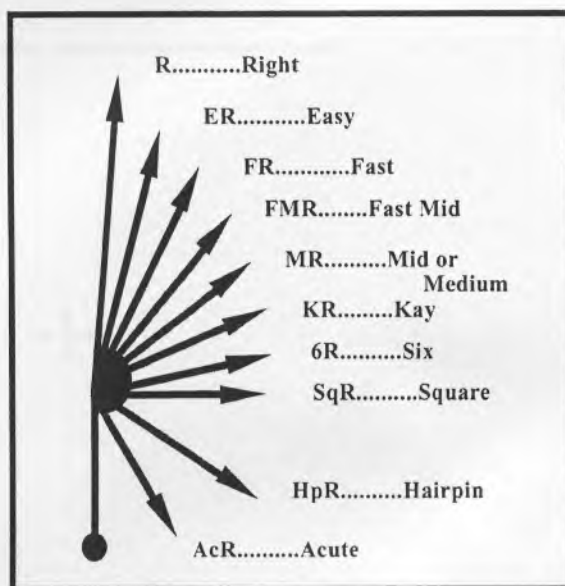 R...........Right
ER...........Easy
FR............Fast
FMR........Fast Mid
MR..........Mid or
Medium
KR........Kay
6R..........Six
SqR..........Square
HpR..........Hairpin
AcR..........Acute